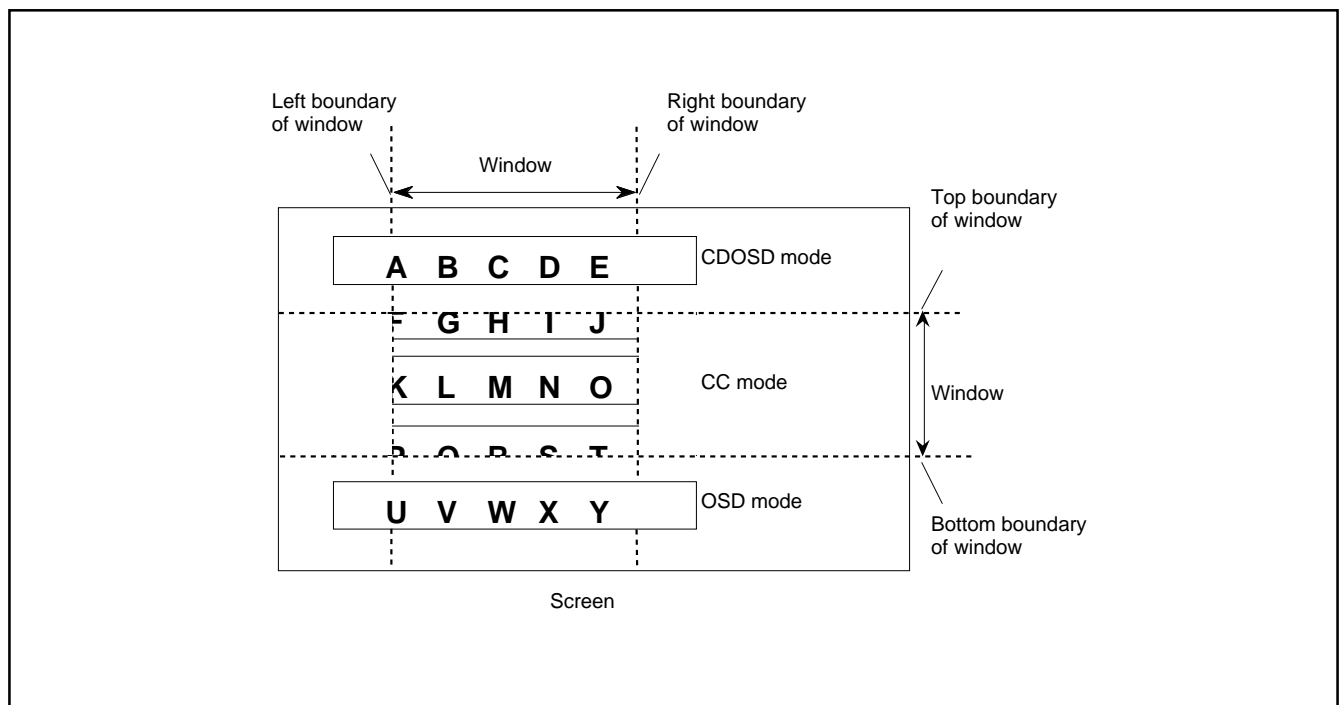 Left boundary
of window
Right boundary
of window
Window
Top boundary
of window
A B C D E
CDOSD mode
G H I J
K L M N O
CC mode
Window
S T
U V W X Y
OSD mode
Bottom boundary
of window
Screen